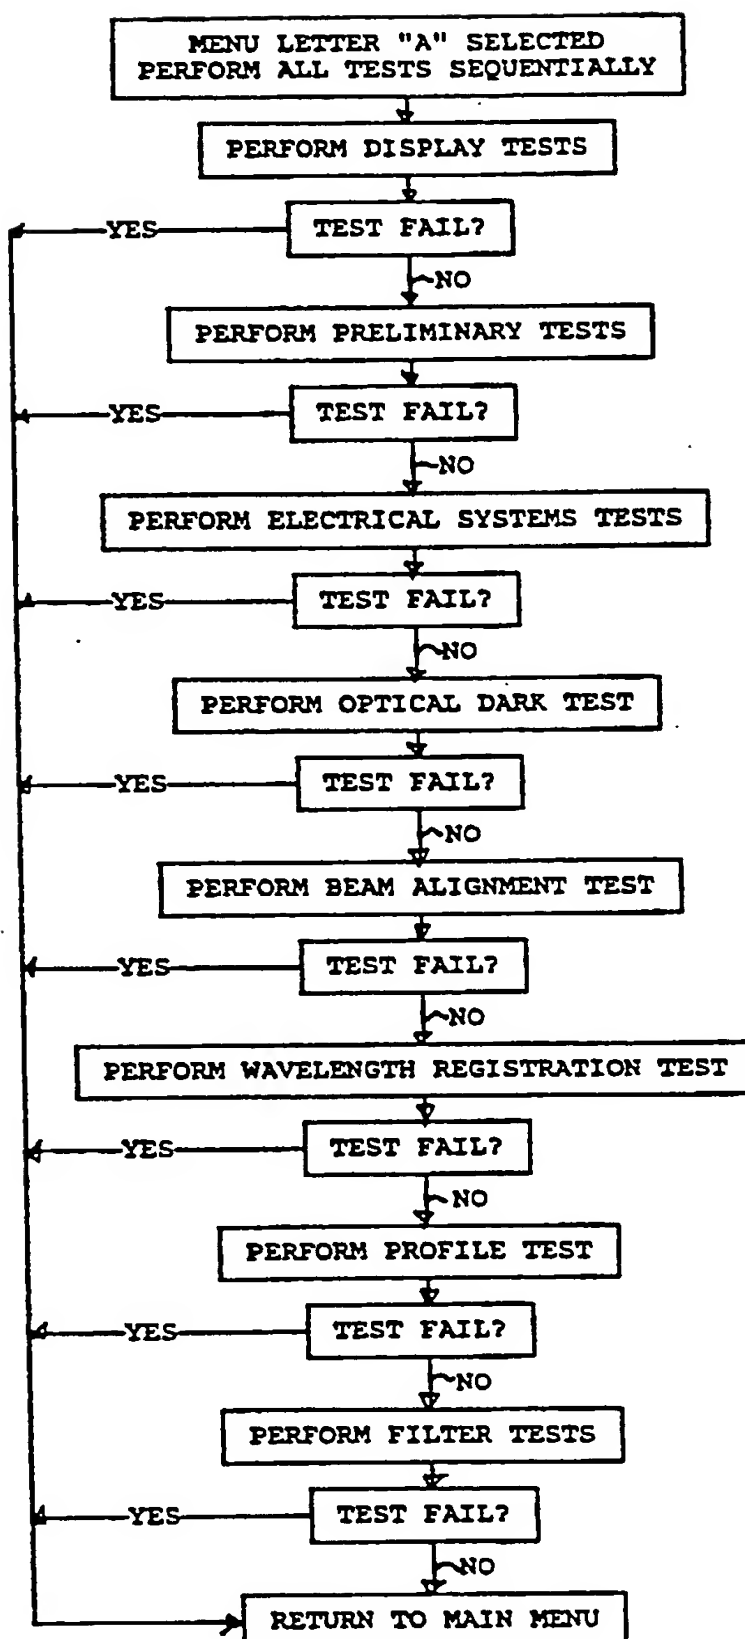 MENU LETTER "A" SELECTED
PERFORM ALL TESTS SEQUENTIALLY
PERFORM DISPLAY TESTS
YES
TEST FAIL?
NO
PERFORM PRELIMINARY TESTS
YES
TEST FAIL?
NO
PERFORM ELECTRICAL SYSTEMS TESTS
YES
TEST FAIL?
NO
PERFORM OPTICAL DARK TEST
YES
TEST FAIL?
NO
PERFORM BEAM ALIGNMENT TEST
YES
TEST FAIL?
NO
PERFORM WAVELENGTH REGISTRATION TEST
YES
TEST FAIL?
NO
PERFORM PROFILE TEST
YES
TEST FAIL?
NO
PERFORM FILTER TESTS
YES
TEST FAIL?
NO
RETURN TO MAIN MENU